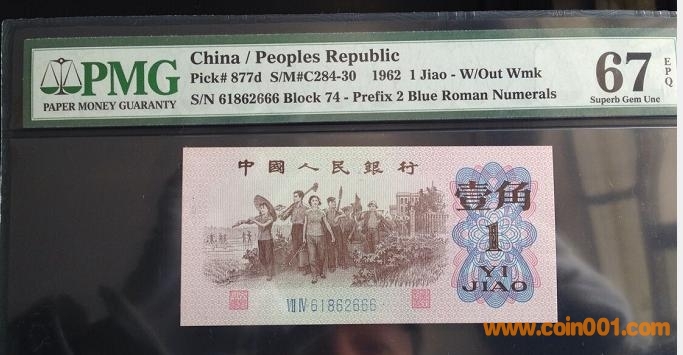 PMG
PAPER MONEY GUARANTY
China / Peoples Republic
Pick# 877d S/M#C284-30 1962 1 Jiao - W/Out Wmk
S/N 61862666 Block 74 - Prefix 2 Blue Roman Numerals
67
EPQ
Superb Gem Unc
中國人民銀行
壹角
1
YI
JIAO
VII IV 61862666
www.coin001.com